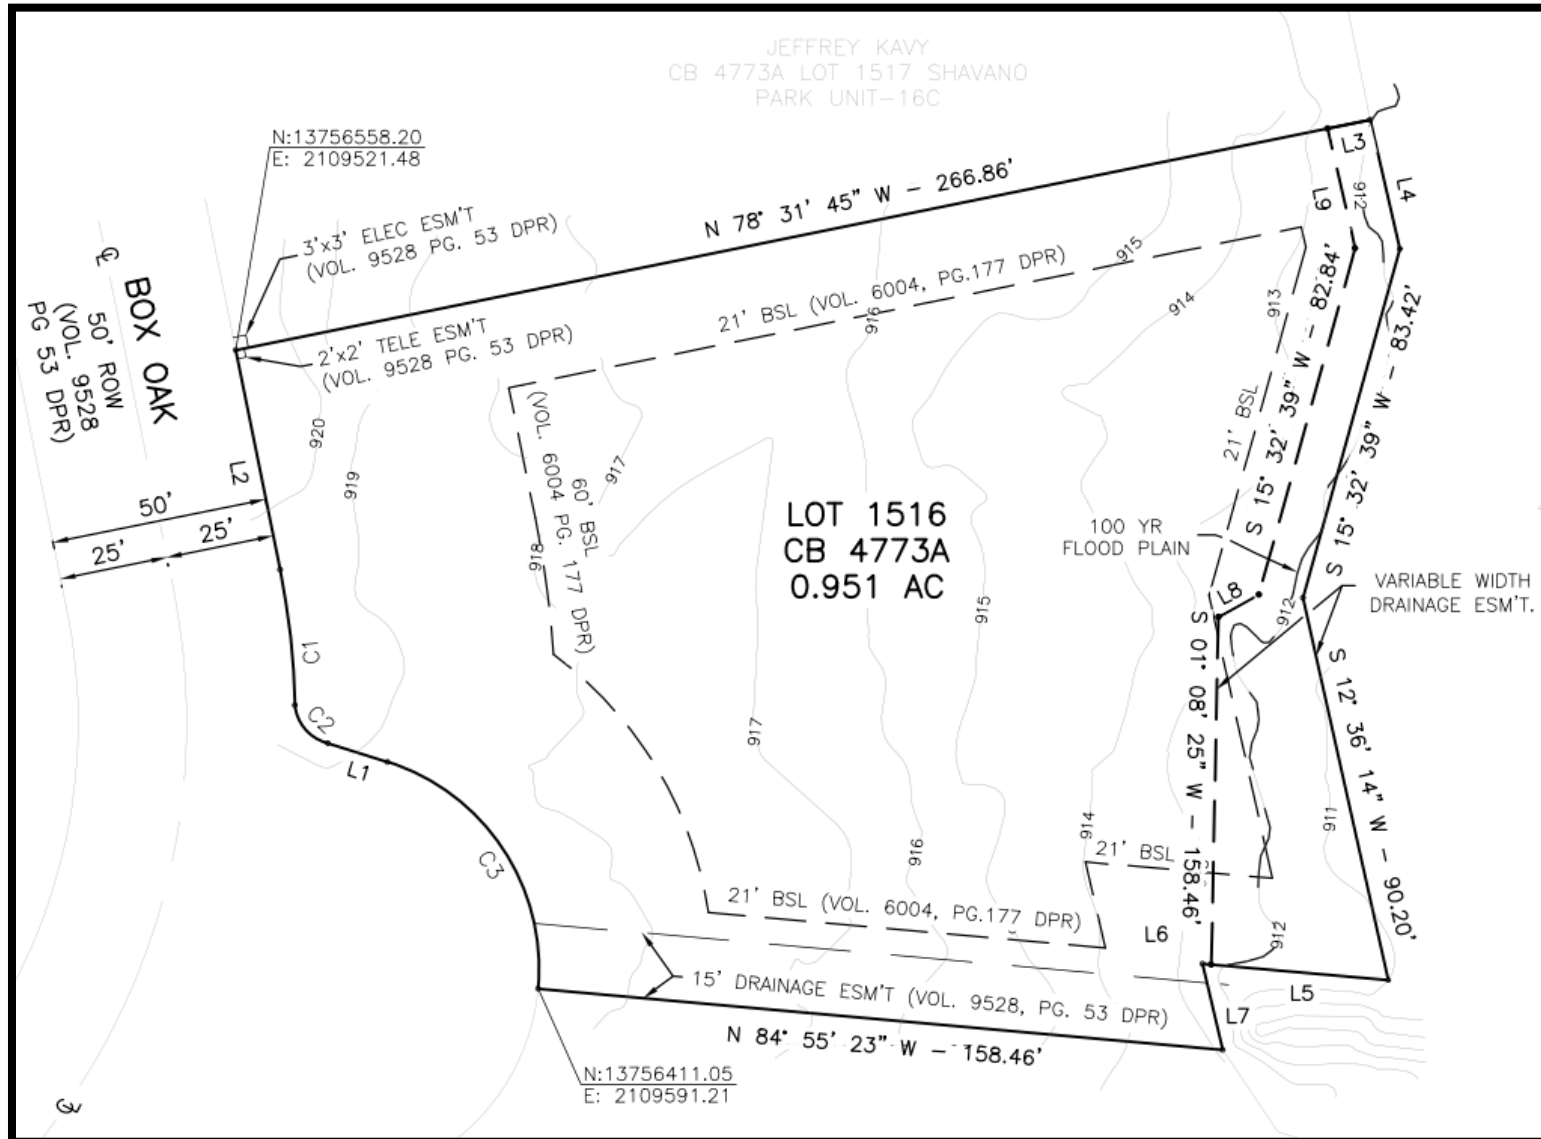 JEFFREY KAVY
CB 4773A LOT 1517 SHAVANO
PARK UNIT-16C
N:13756558.20
E: 2109521.48
3'x3' ELEC ESM'T
(VOL. 9528 PG. 53 DPR)
2'x2' TELE ESM'T
(VOL. 9528 PG. 53 DPR)
N 78° 31' 45" W - 266.86'
L3
L4
L9
912
℄
BOX OAK
50' ROW
(VOL. 9528
PG 53 DPR)
21' BSL (VOL. 6004, PG.177 DPR)
915
914
913
916
920
919
917
918
L2
50'
25'
25'
60' BSL
(VOL. 6004 PG. 177 DPR)
LOT 1516
CB 4773A
0.951 AC
21' BSL
S 15° 32' 39" W - 82.84'
S 15° 32' 39" W - 83.42'
100 YR
FLOOD PLAIN
VARIABLE WIDTH
DRAINAGE ESM'T.
L8
912
915
C1
C2
L1
C3
917
916
914
S 01° 08' 25" W - 158.46'
S 12° 36' 14" W - 90.20'
911
21' BSL
21' BSL (VOL. 6004, PG.177 DPR)
L6
912
L5
L7
15' DRAINAGE ESM'T (VOL. 9528, PG. 53 DPR)
N 84° 55' 23" W - 158.46'
N:13756411.05
E: 2109591.21